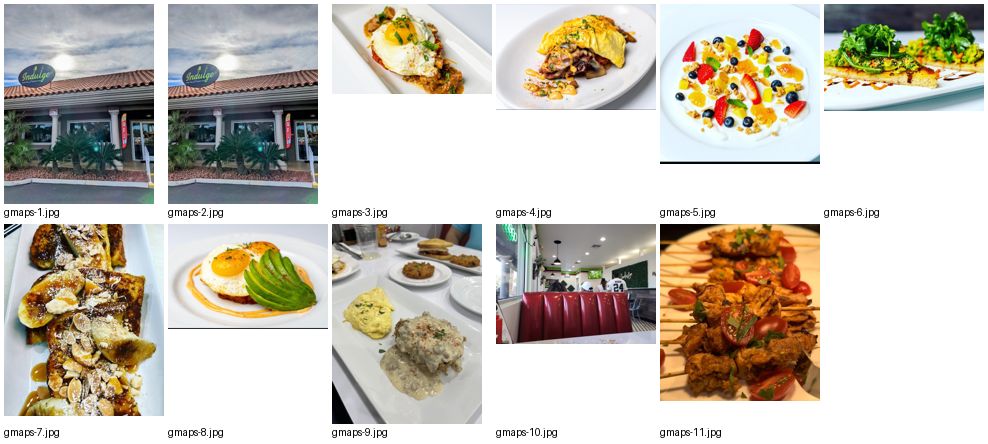 Indulge
Indulge
gmaps-1.jpg
gmaps-2.jpg
gmaps-3.jpg
gmaps-4.jpg
gmaps-5.jpg
gmaps-6.jpg
24
gmaps-7.jpg
gmaps-8.jpg
gmaps-9.jpg
gmaps-10.jpg
gmaps-11.jpg